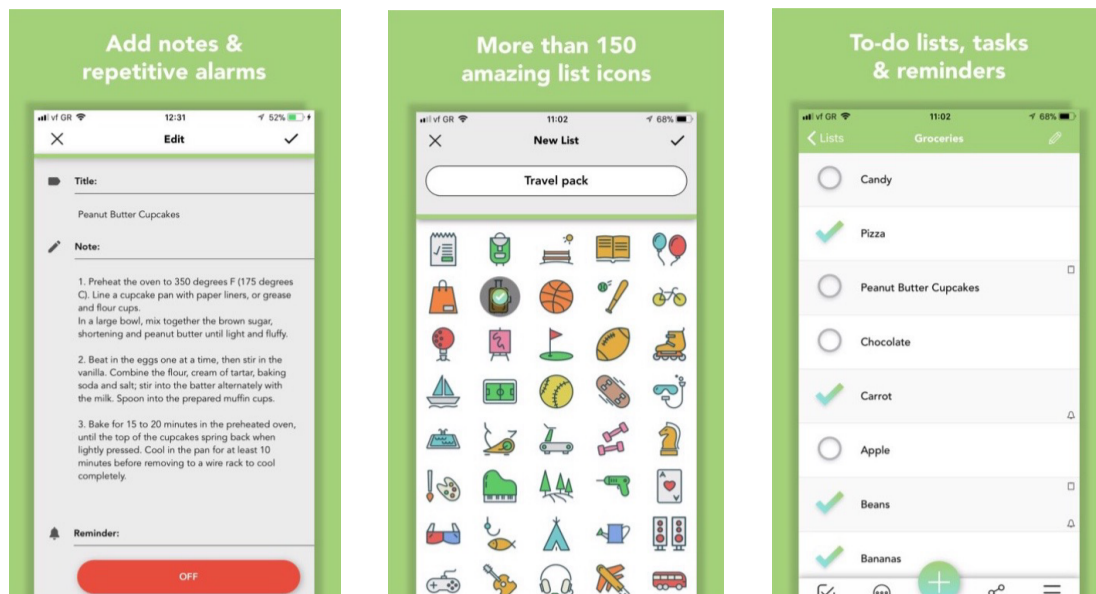 Add notes &
repetitive alarms
vf GR 12:31 52%
Edit
Title:
Peanut Butter Cupcakes
Note:
1. Preheat the oven to 350 degrees F (175 degrees
C). Line a cupcake pan with paper liners, or grease
and flour cups.
In a large bowl, mix together the brown sugar,
shortening and peanut butter until light and fluffy.
2. Beat in the eggs one at a time, then stir in the
vanilla. Combine the flour, cream of tartar, baking
soda and salt; stir into the batter alternately with
the milk. Spoon into the prepared muffin cups.
3. Bake for 15 to 20 minutes in the preheated oven,
until the top of the cupcakes spring back when
lightly pressed. Cool in the pan for at least 10
minutes before removing to a wire rack to cool
completely.
Reminder:
OFF
More than 150
amazing list icons
vf GR 11:02 68%
New List
Travel pack
A
A
To-do lists, tasks
& reminders
vf GR 11:02 68%
Lists Groceries
Candy
Pizza
Peanut Butter Cupcakes
Chocolate
Carrot
Apple
Beans
Bananas